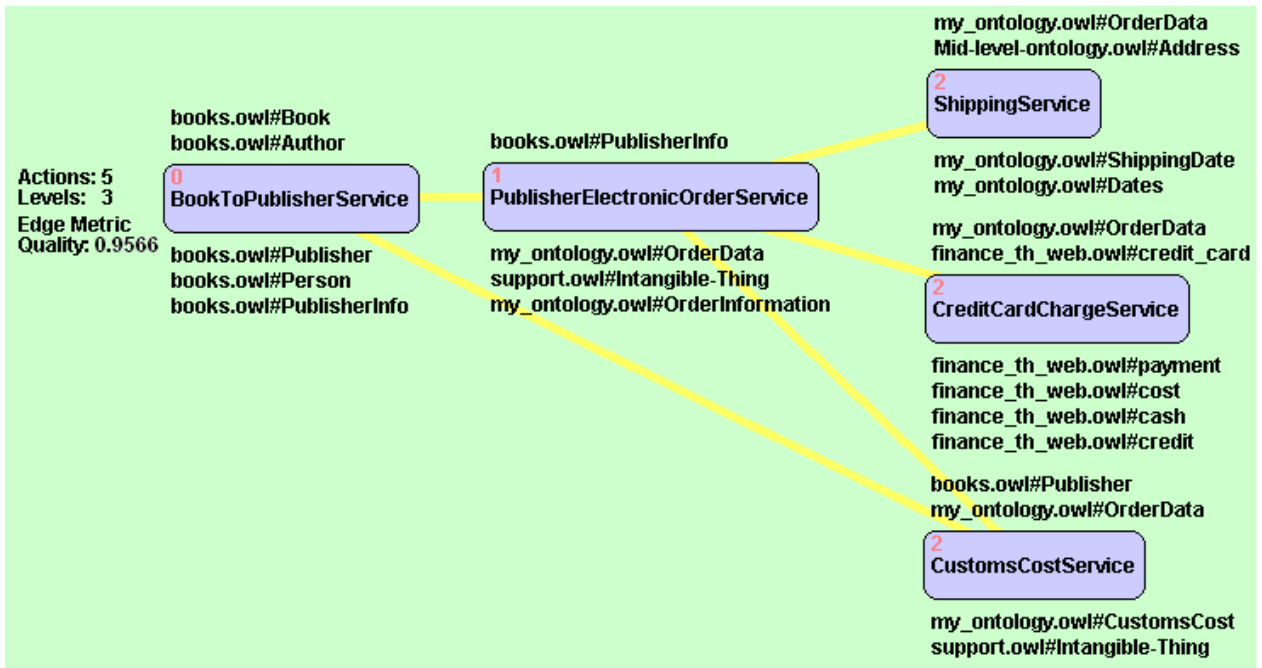 Actions: 5
Levels: 3
Edge Metric
Quality: 0.9566
books.owl#Book
books.owl#Author
0
BookToPublisherService
books.owl#Publisher
books.owl#Person
books.owl#PublisherInfo
books.owl#PublisherInfo
1
PublisherElectronicOrderService
my_ontology.owl#OrderData
support.owl#Intangible-Thing
my_ontology.owl#OrderInformation
my_ontology.owl#OrderData
Mid-level-ontology.owl#Address
2
ShippingService
my_ontology.owl#ShippingDate
my_ontology.owl#Dates
my_ontology.owl#OrderData
finance_th_web.owl#credit_card
2
CreditCardChargeService
finance_th_web.owl#payment
finance_th_web.owl#cost
finance_th_web.owl#cash
finance_th_web.owl#credit
books.owl#Publisher
my_ontology.owl#OrderData
2
CustomsCostService
my_ontology.owl#CustomsCost
support.owl#Intangible-Thing